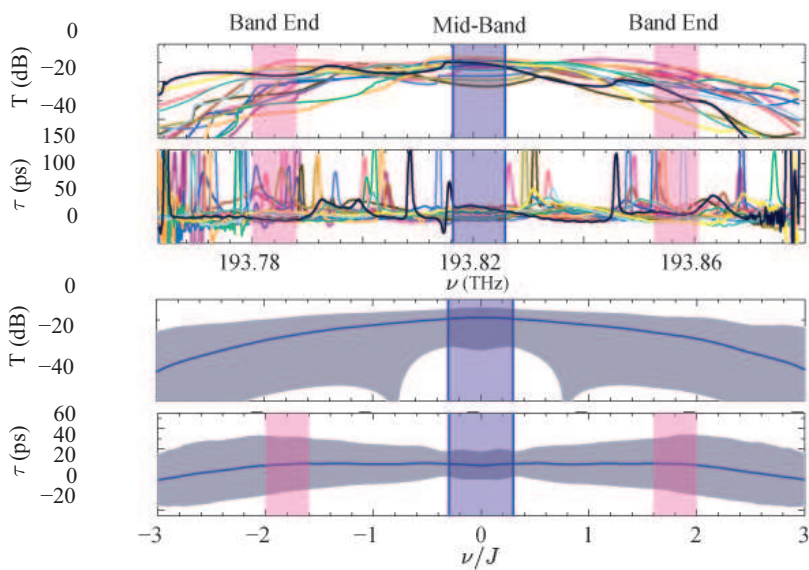 Band End Mid-Band Band End
0
−20
−40
T (dB)
150
100
50
0
τ (ps)
193.78 193.82 193.86
ν (THz)
0
−20
−40
T (dB)
60
40
20
0
−20
τ (ps)
−3 −2 −1 0 1 2 3
ν/J